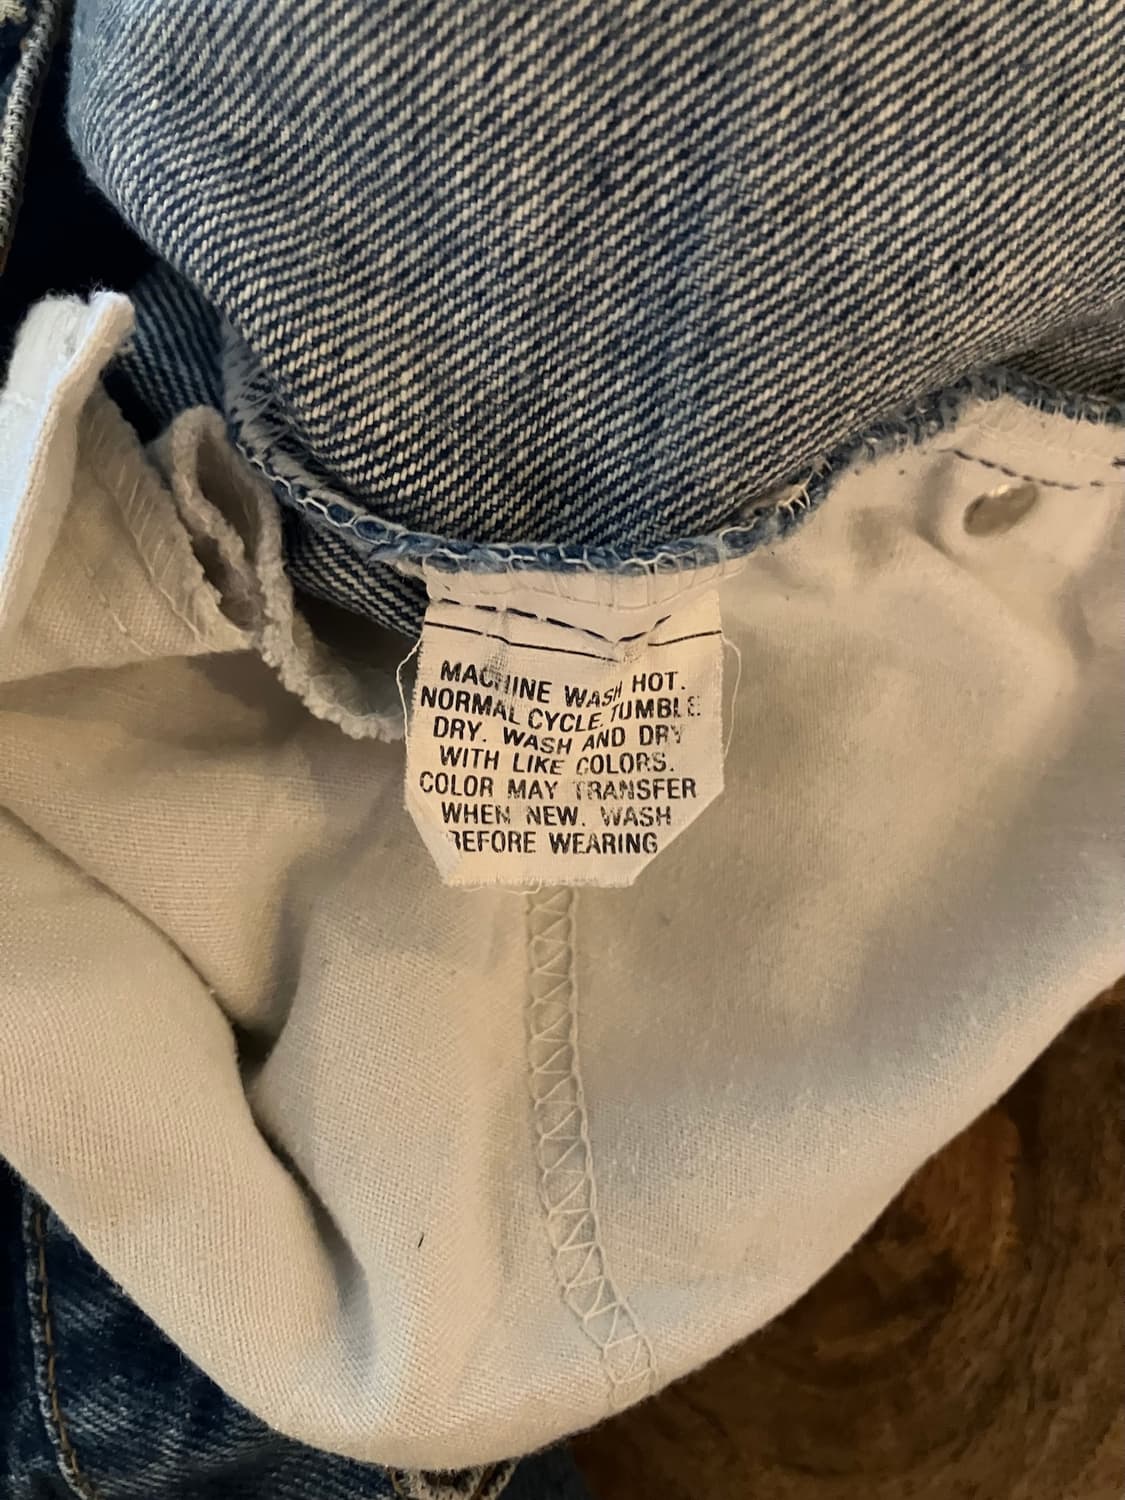 MACHINE WASH HOT.
NORMAL CYCLE. TUMBLE
DRY. WASH AND DRY
WITH LIKE COLORS.
COLOR MAY TRANSFER
WHEN NEW. WASH
BEFORE WEARING